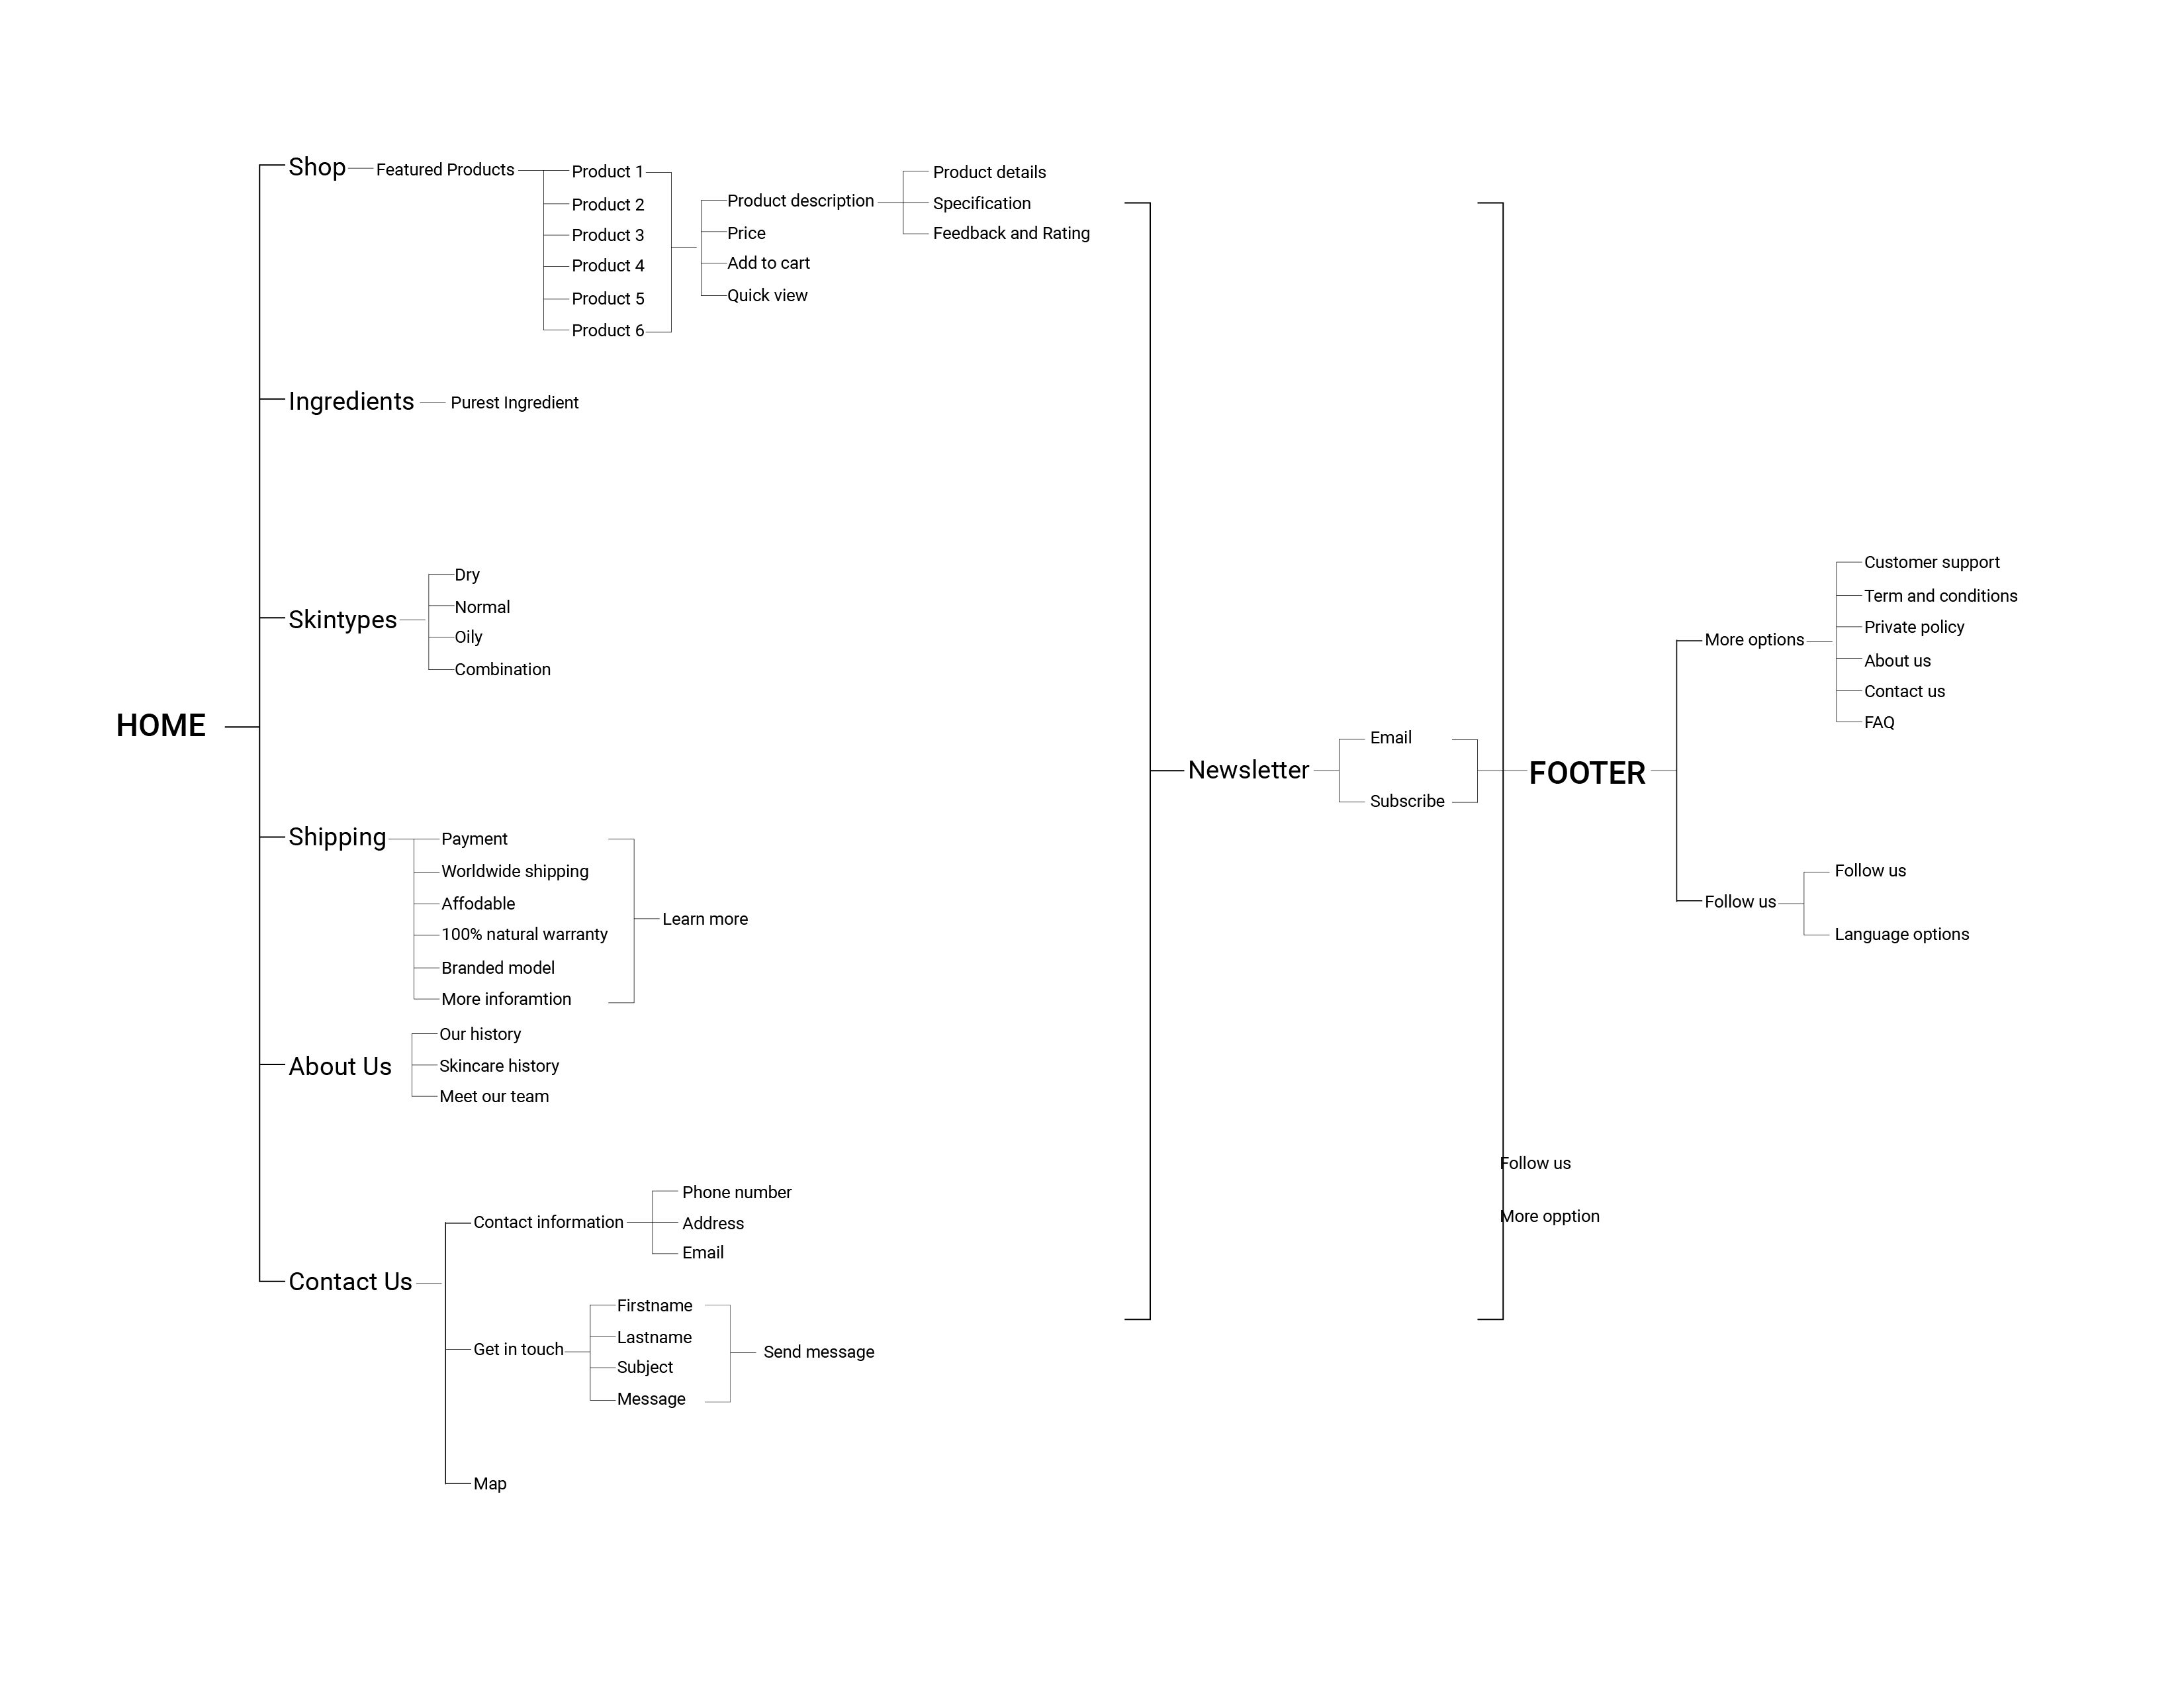 HOME
Shop
Featured Products
Product 1
Product 2
Product 3
Product 4
Product 5
Product 6
Product description
Price
Add to cart
Quick view
Product details
Specification
Feedback and Rating
Ingredients
Purest Ingredient
Skintypes
Dry
Normal
Oily
Combination
Shipping
Payment
Worldwide shipping
Affodable
100% natural warranty
Branded model
More inforamtion
Learn more
About Us
Our history
Skincare history
Meet our team
Contact Us
Contact information
Phone number
Address
Email
Get in touch
Firstname
Lastname
Subject
Message
Send message
Map
Newsletter
Email
Subscribe
FOOTER
More options
Customer support
Term and conditions
Private policy
About us
Contact us
FAQ
Follow us
Follow us
Language options
Follow us
More opption